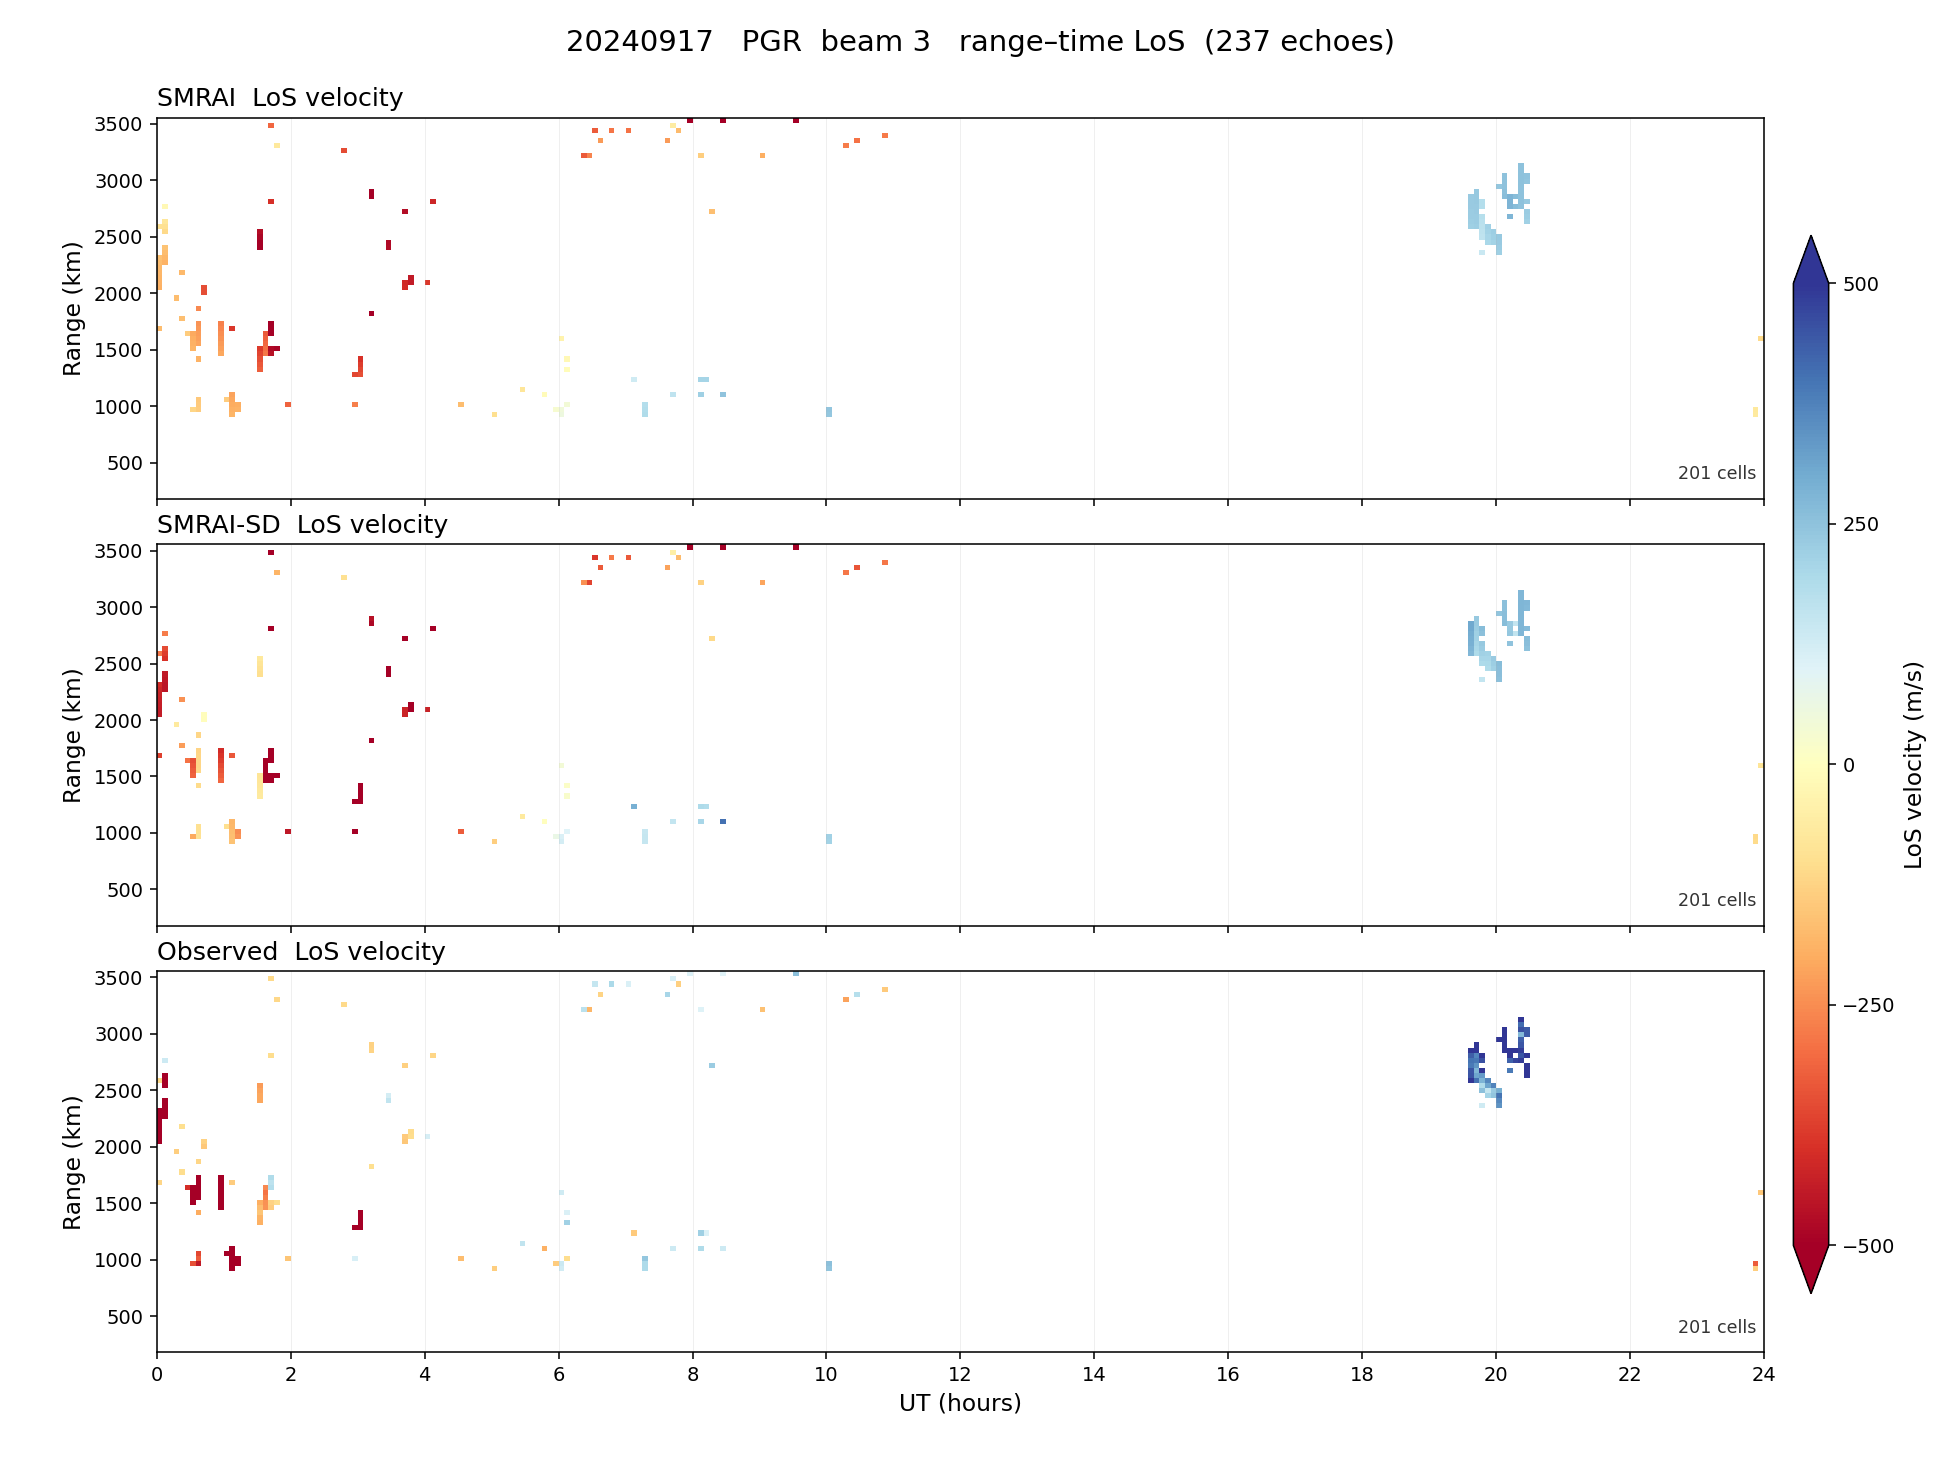 20240917   PGR  beam 3   range–time LoS  (237 echoes)
SMRAI  LoS velocity
3500
3000
2500
2000
1500
1000
500
Range (km)
201 cells
SMRAI-SD  LoS velocity
3500
3000
2500
2000
1500
1000
500
Range (km)
201 cells
Observed  LoS velocity
3500
3000
2500
2000
1500
1000
500
Range (km)
201 cells
0 2 4 6 8 10 12 14 16 18 20 22 24
UT (hours)
500
250
0
−250
−500
LoS velocity (m/s)